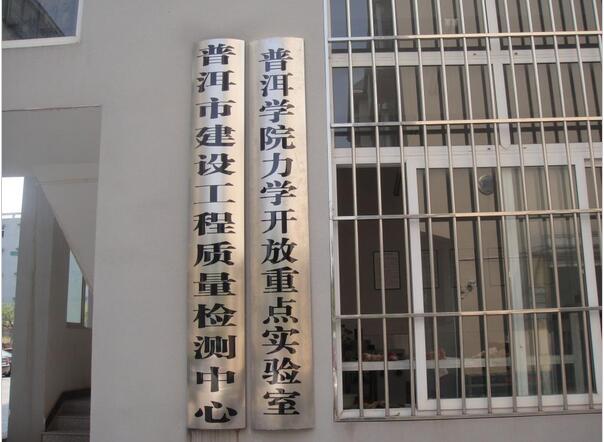 普洱市建设工程质量检测中心
普洱学院力学开放重点实验室